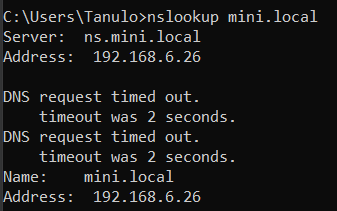 C:\Users\Tanulo>nslookup mini.local
Server:  ns.mini.local
Address:  192.168.6.26
DNS request timed out.
    timeout was 2 seconds.
DNS request timed out.
    timeout was 2 seconds.
Name:    mini.local
Address:  192.168.6.26